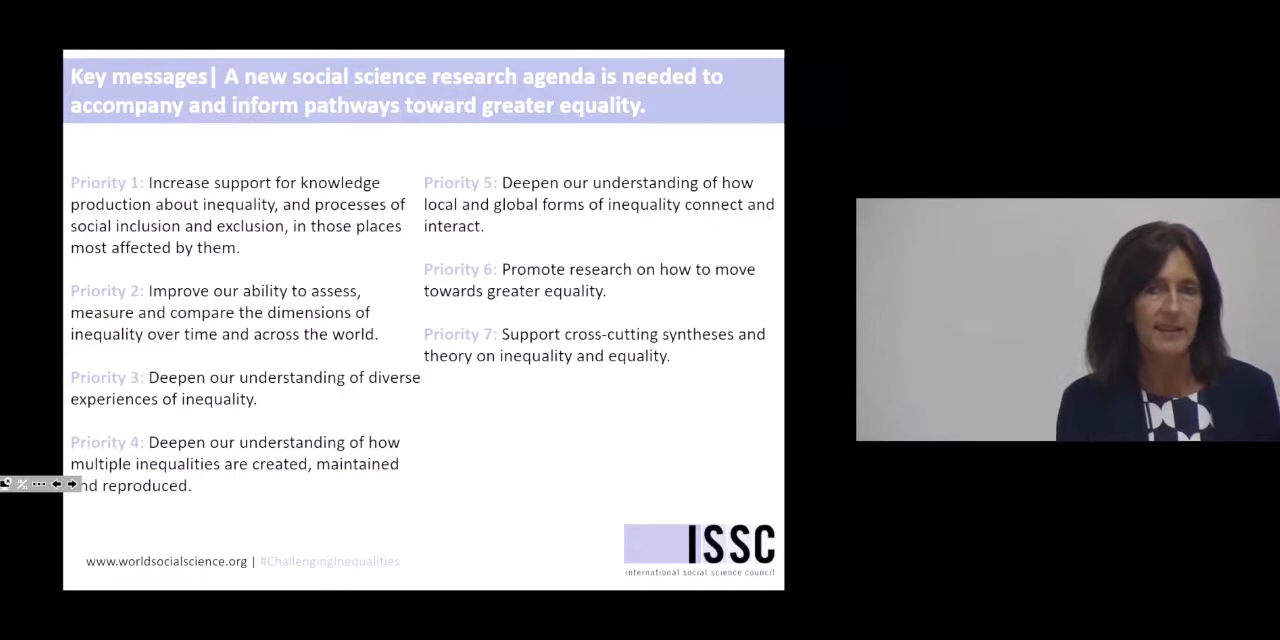 Key messages| A new social science research agenda is needed to
accompany and inform pathways toward greater equality.
Priority 1: Increase support for knowledge
production about inequality, and processes of
social inclusion and exclusion, in those places
most affected by them.
Priority 2: Improve our ability to assess,
measure and compare the dimensions of
inequality over time and across the world.
Priority 3: Deepen our understanding of diverse
experiences of inequality.
Priority 4: Deepen our understanding of how
multiple inequalities are created, maintained
nd reproduced.
Priority 5: Deepen our understanding of how
local and global forms of inequality connect and
interact.
Priority 6: Promote research on how to move
towards greater equality.
Priority 7: Support cross-cutting syntheses and
theory on inequality and equality.
www.worldsocialscience.org | #ChallengingInequalities
ISSC
international social science council